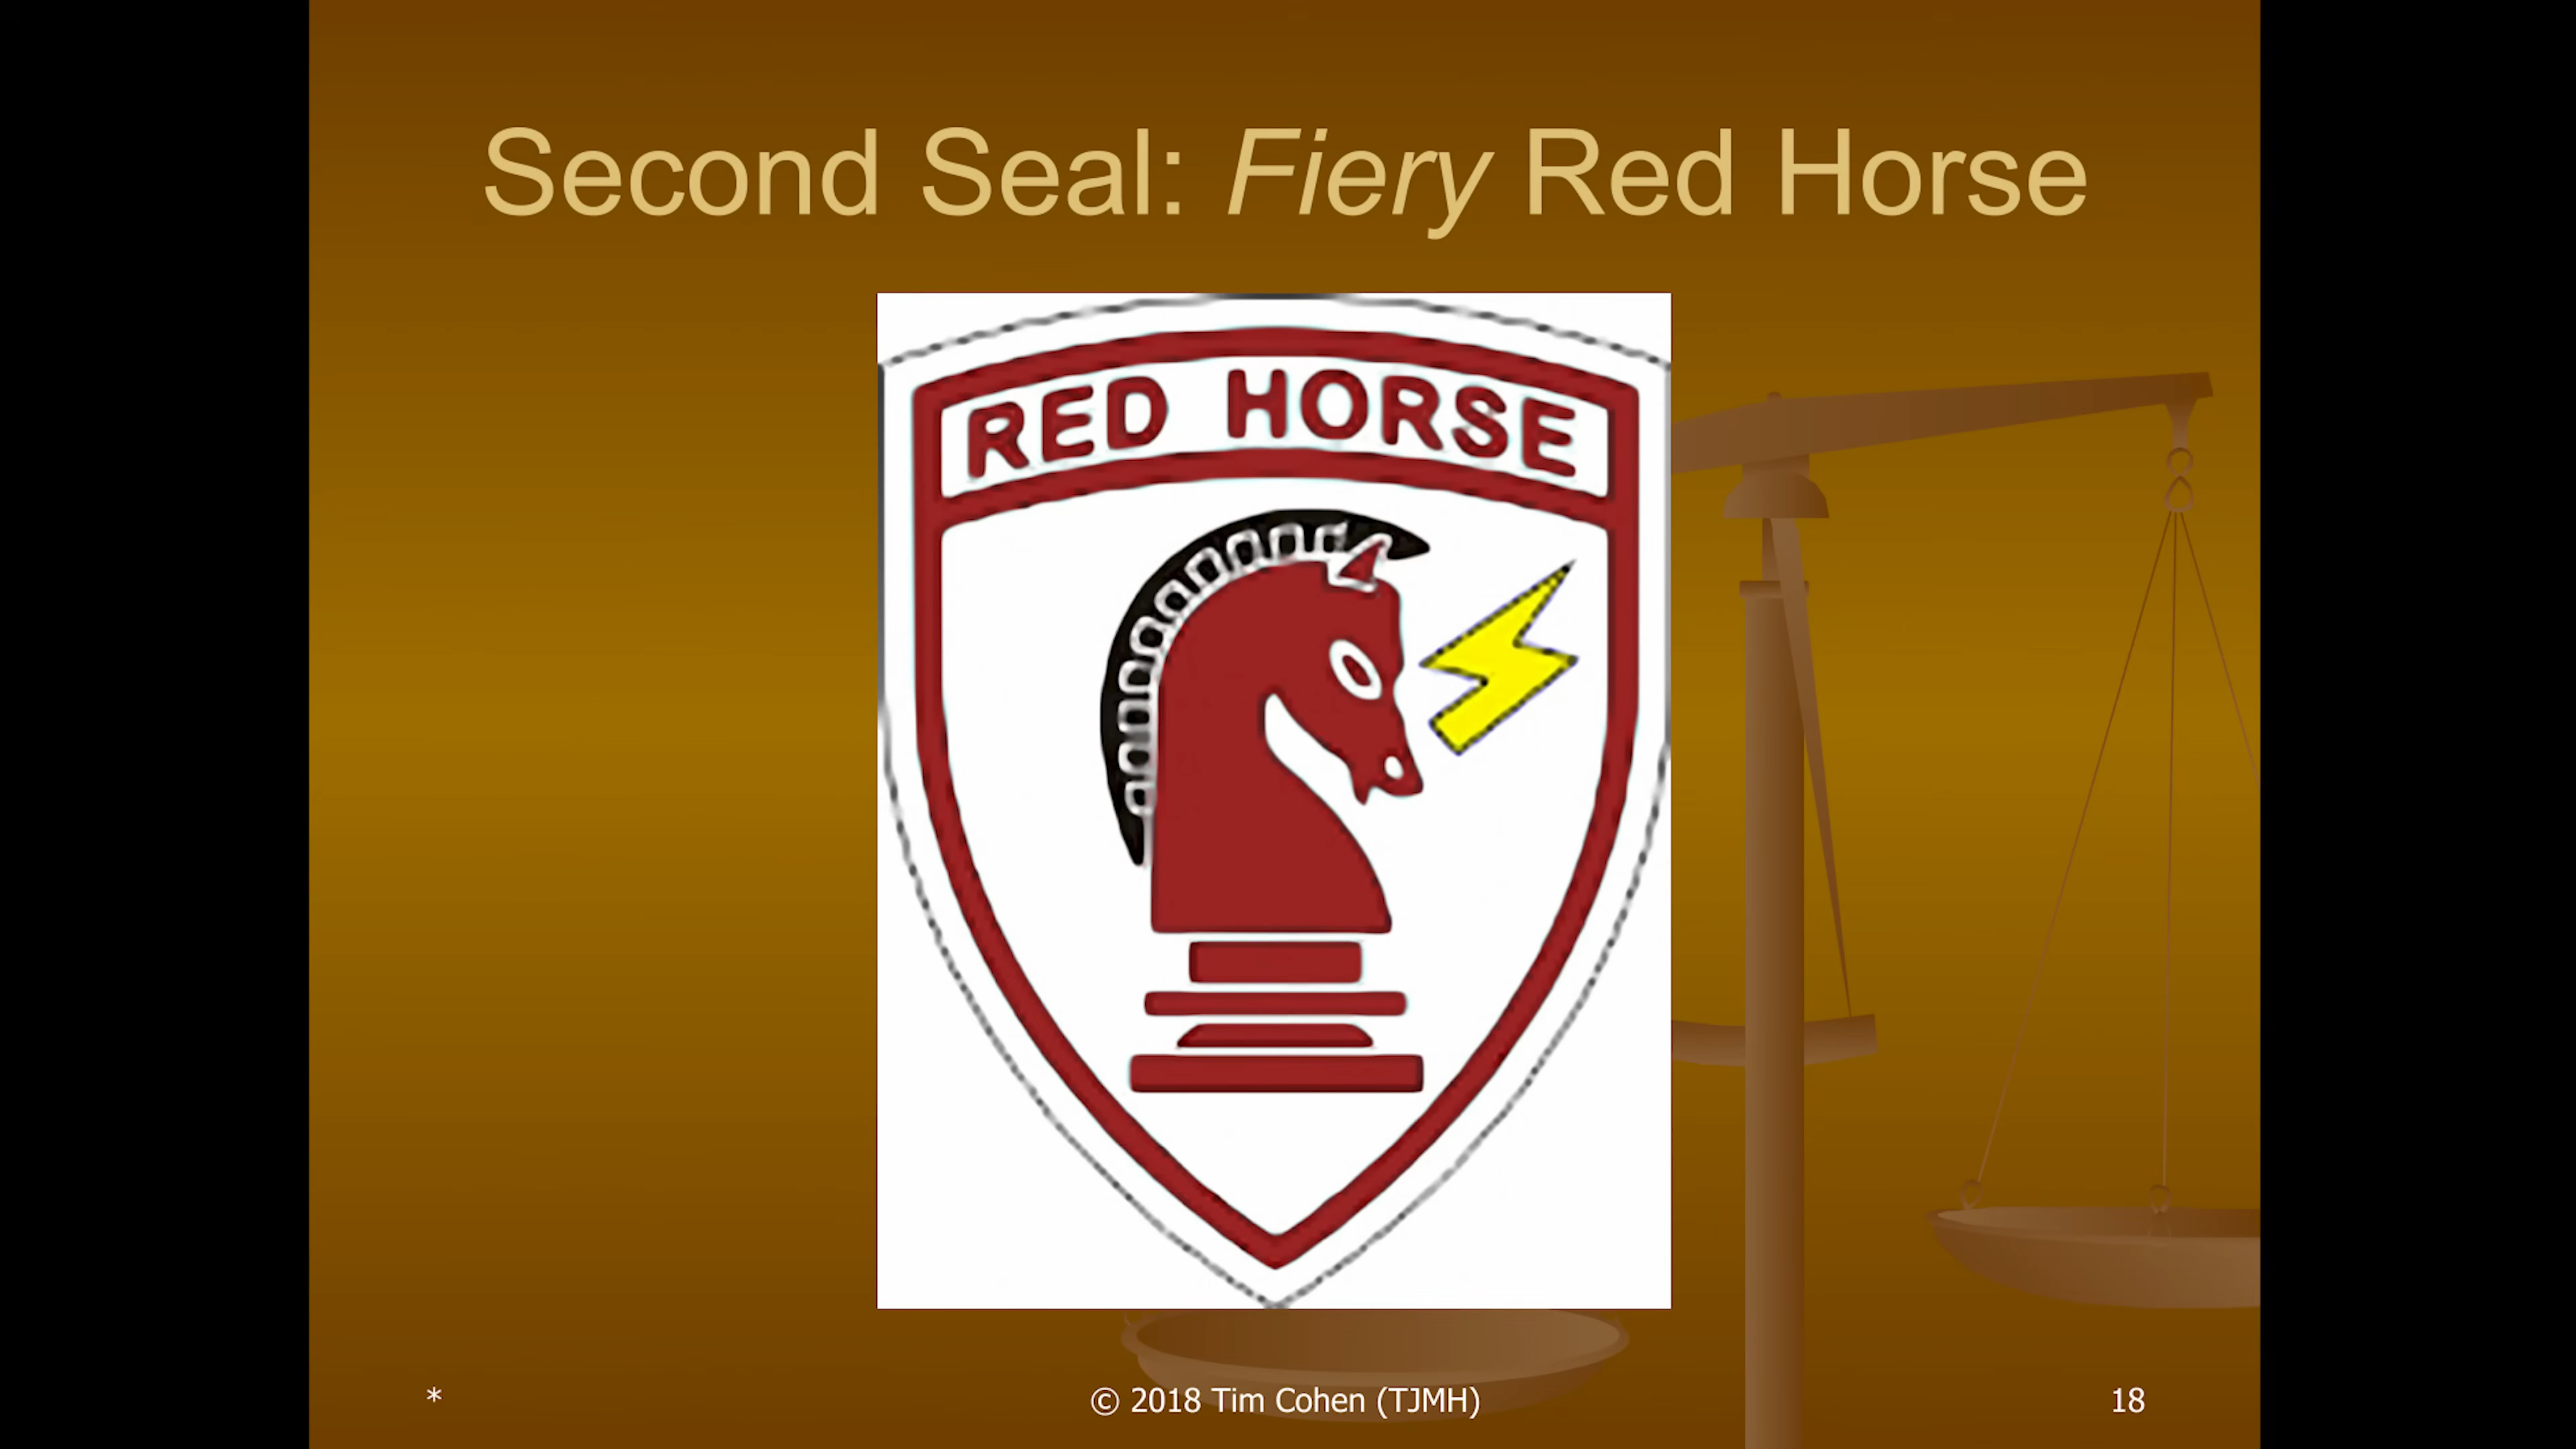 Second Seal: Fiery Red Horse
RED HORSE
*
© 2018 Tim Cohen (TJMH)
18